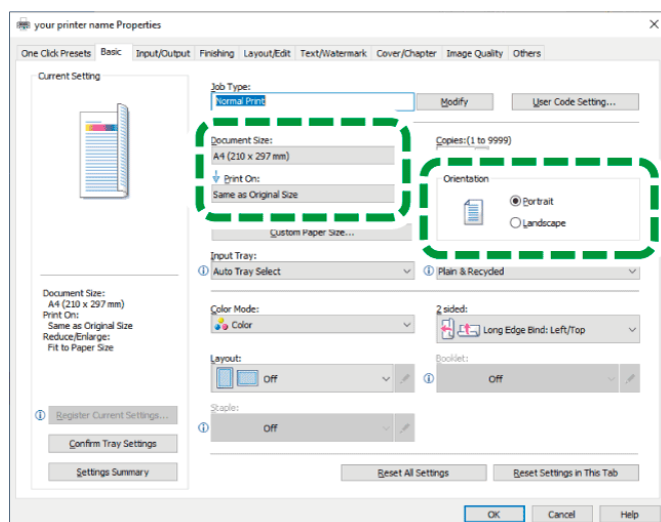 your printer name Properties
One Click Presets Basic Input/Output Finishing Layout/Edit Text/Watermark Cover/Chapter Image Quality Others
Current Setting
Job Type:
Normal Print
Modify
User Code Setting...
Document Size:
A4 (210 x 297 mm)
Print On:
Same as Original Size
Custom Paper Size...
Copies:(1 to 9999)
Orientation
Portrait
Landscape
Input Tray:
Auto Tray Select
Plain & Recycled
Document Size:
A4 (210 x 297 mm)
Print On:
Same as Original Size
Reduce/Enlarge:
Fit to Paper Size
Color Mode:
Color
2 sided:
Long Edge Bind: Left/Top
Layout:
Off
Booklet:
Off
Staple:
Off
Register Current Settings...
Confirm Tray Settings
Settings Summary
Reset All Settings
Reset Settings in This Tab
OK
Cancel
Help